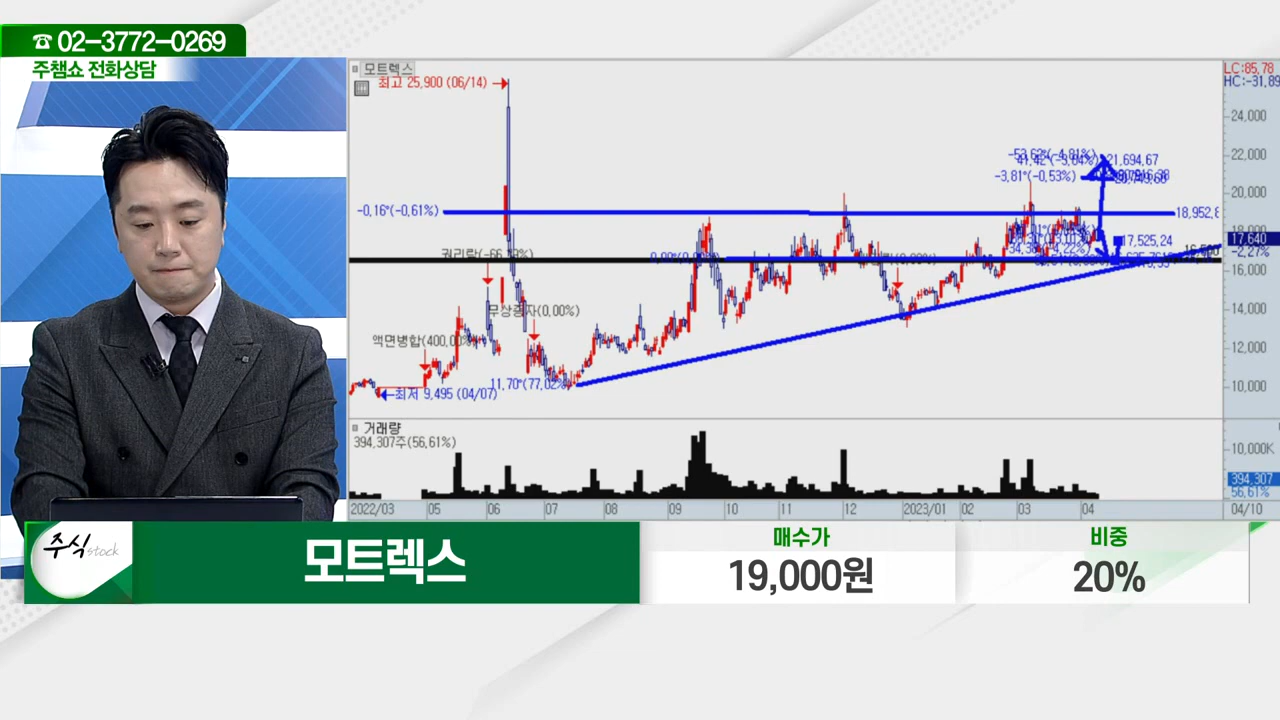 ☎ 02-3772-0269
주챔쇼 전화상담
모트렉스
최고 25,900 (06/14)
LC:85,78
HC:-31,89
24,000
22,000
20,000
18,000
16,000
14,000
12,000
10,000
-53,62°(-4,81%)
21,694,67
-3,81°(-0,53%)
-0,16°(-0,61%)
18,952,8
17,525,24
17,640
-2,27%
무상증자(0,00%)
액면병합(400,00%)
11,70°(77,02%)
최저 9,495 (04/07)
거래량
394,307주(56,61%)
10,000K
394,307
56,61%
2022/03
05
06
07
08
09
10
11
12
2023/01
02
03
04
04/10
주식 stock
모트렉스
매수가
19,000원
비중
20%